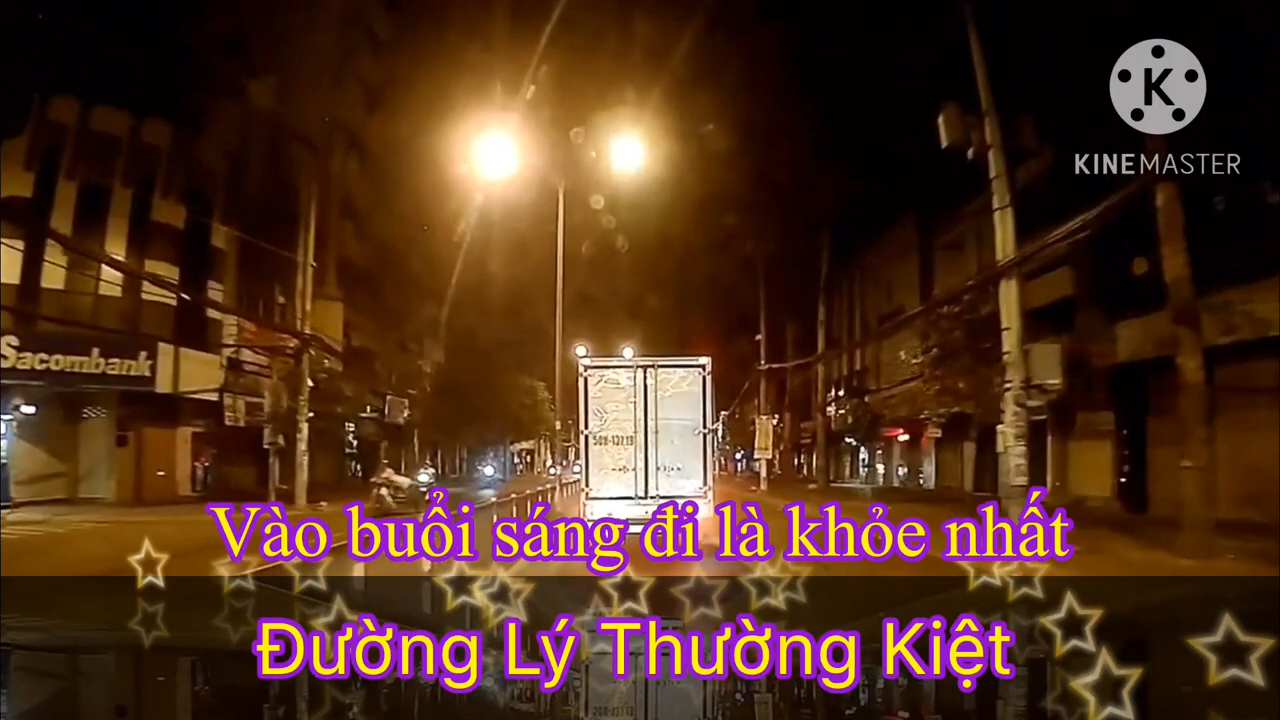 K
KINEMASTER
Sacombank
Vào buổi sáng đi là khỏe nhất
Đường Lý Thường Kiệt